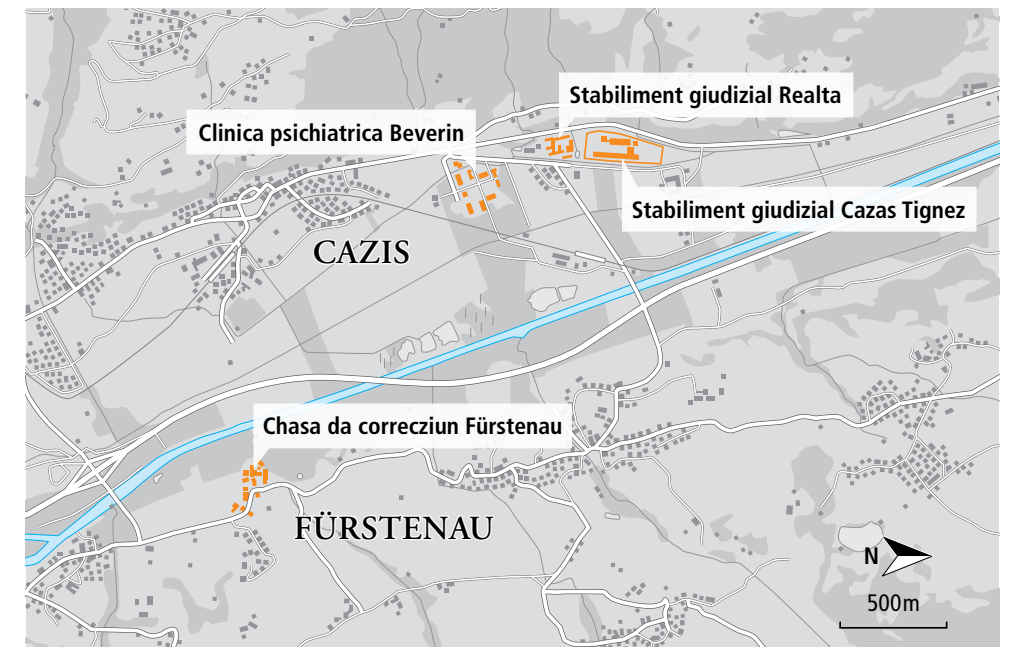 Stabiliment giudizial Realta
Clinica psichiatrica Beverin
Stabiliment giudizial Cazas Tignez
CAZIS
Chasa da correcziun Fürstenau
FÜRSTENAU
N
500m